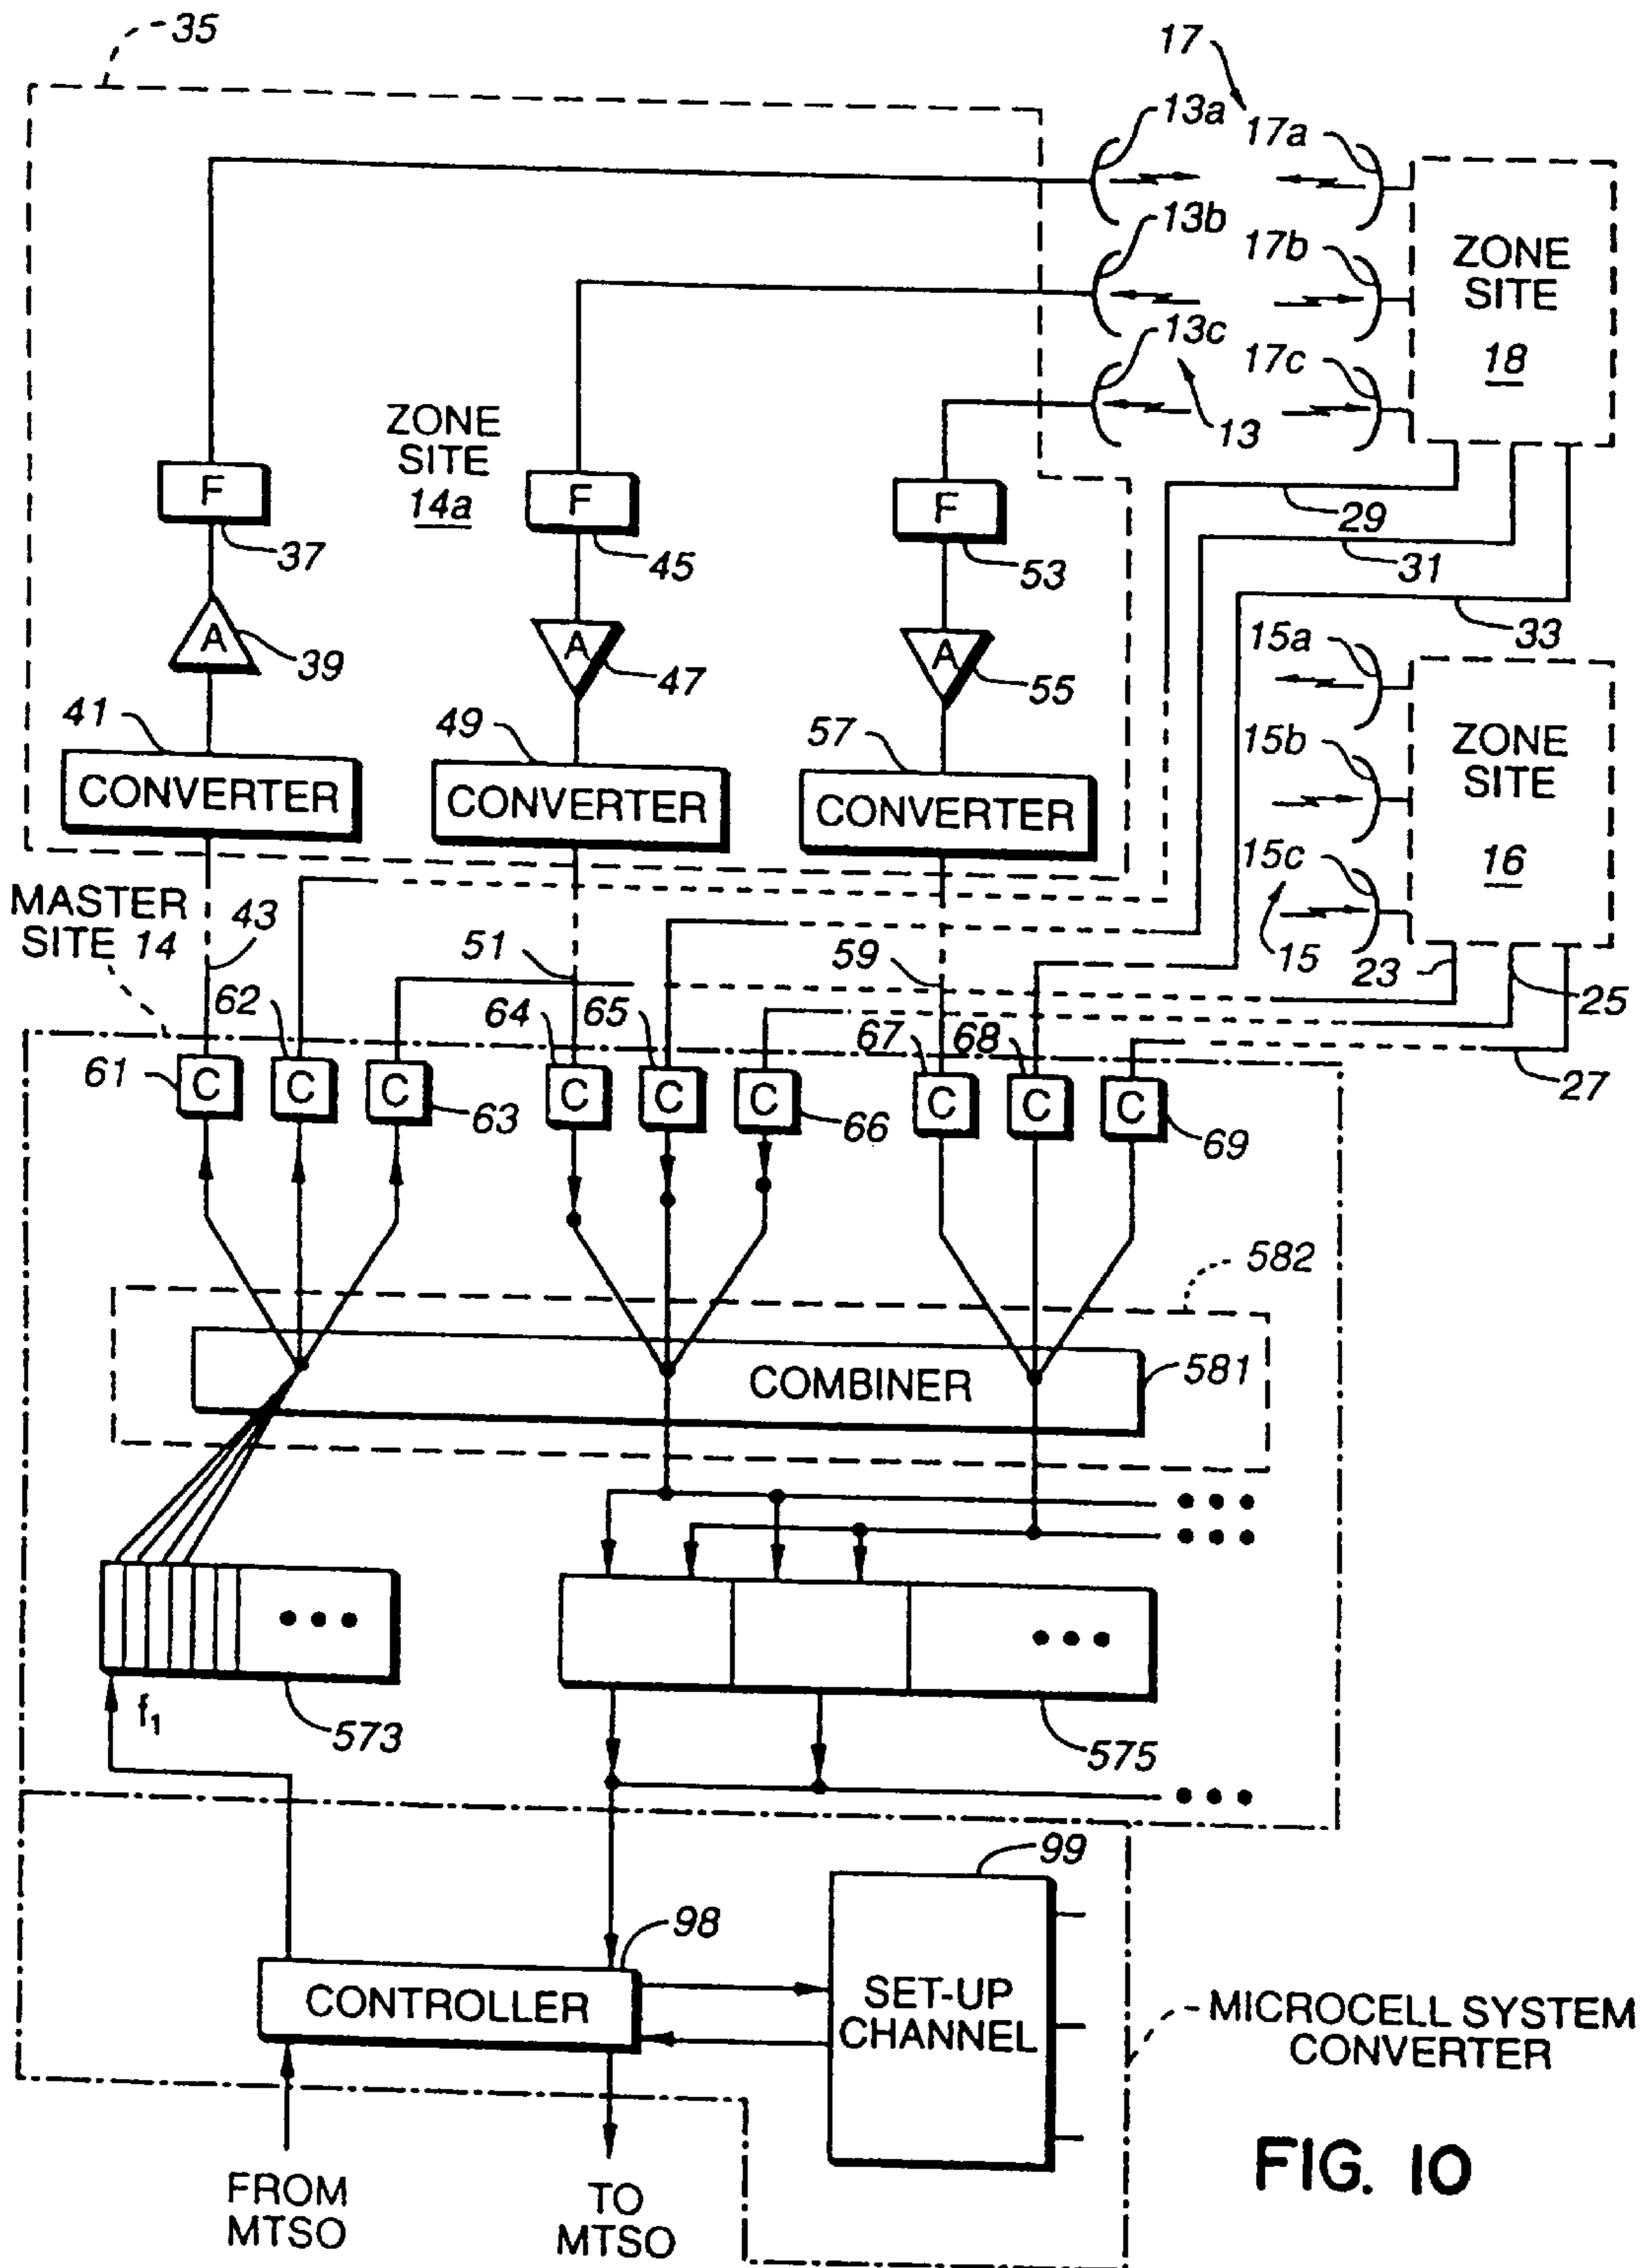 35
17
13a
17a
13b
17b
ZONE
SITE
18
13c
17c
13
ZONE
SITE
14a
F
37
F
45
F
53
29
31
33
A
39
A
47
A
55
15a
41
CONVERTER
49
CONVERTER
57
CONVERTER
15b
ZONE
SITE
16
15c
15
MASTER
SITE 14
43
51
59
23
25
27
61
C
62
C
C
63
64
C
65
C
C
66
67
C
68
C
C
69
582
COMBINER
581
f1
573
575
99
98
CONTROLLER
SET-UP
CHANNEL
MICROCELL SYSTEM
CONVERTER
FROM
MTSO
TO
MTSO
FIG. 10